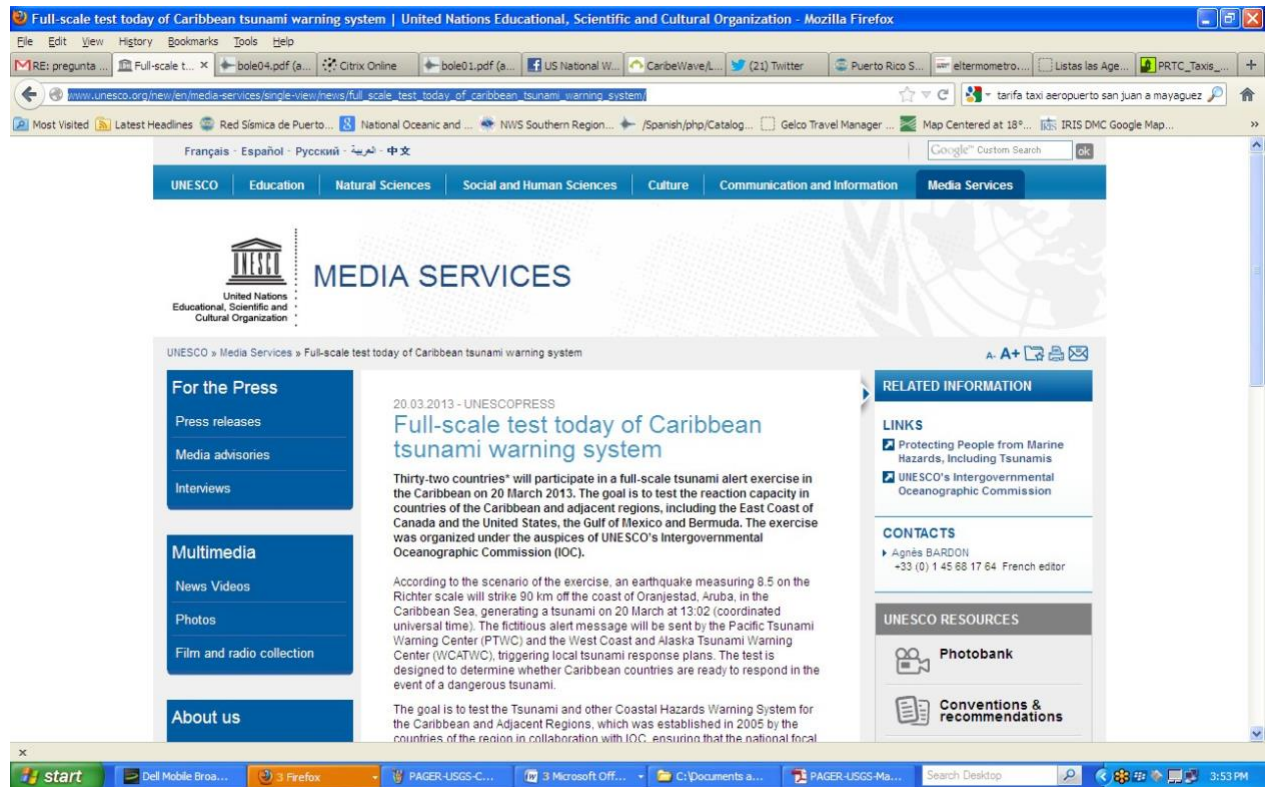 Full-scale test today of Caribbean tsunami warning system | United Nations Educational, Scientific and Cultural Organization - Mozilla Firefox
File Edit View History Bookmarks Tools Help
RE: pregunta ... Full-scale t... × bole04.pdf (a... Citrix Online bole01.pdf (a... US National W... CaribeWave/L... (21) Twitter Puerto Rico S... eltermometro.... Listas las Age... PRTC_Taxis_... +
www.unesco.org/new/en/media-services/single-view/news/full_scale_test_today_of_caribbean_tsunami_warning_system/ tarifa taxi aeropuerto san juan a mayaguez
Most Visited Latest Headlines Red Sísmica de Puerto... National Oceanic and ... NWS Southern Region... /Spanish/php/Catalog... Gelco Travel Manager ... Map Centered at 18°... IRIS DMC Google Map... »
Français · Español · Русский · العربية · 中文 Google™ Custom Search ok
UNESCO Education Natural Sciences Social and Human Sciences Culture Communication and Information Media Services
UNESCO
United Nations
Educational, Scientific and
Cultural Organization
MEDIA SERVICES
UNESCO » Media Services » Full-scale test today of Caribbean tsunami warning system A- A+
For the Press
Press releases
Media advisories
Interviews
Multimedia
News Videos
Photos
Film and radio collection
About us
20.03.2013 - UNESCOPRESS
Full-scale test today of Caribbean
tsunami warning system
Thirty-two countries* will participate in a full-scale tsunami alert exercise in
the Caribbean on 20 March 2013. The goal is to test the reaction capacity in
countries of the Caribbean and adjacent regions, including the East Coast of
Canada and the United States, the Gulf of Mexico and Bermuda. The exercise
was organized under the auspices of UNESCO's Intergovernmental
Oceanographic Commission (IOC).
According to the scenario of the exercise, an earthquake measuring 8.5 on the
Richter scale will strike 90 km off the coast of Oranjestad, Aruba, in the
Caribbean Sea, generating a tsunami on 20 March at 13:02 (coordinated
universal time). The fictitious alert message will be sent by the Pacific Tsunami
Warning Center (PTWC) and the West Coast and Alaska Tsunami Warning
Center (WCATWC), triggering local tsunami response plans. The test is
designed to determine whether Caribbean countries are ready to respond in the
event of a dangerous tsunami.
The goal is to test the Tsunami and other Coastal Hazards Warning System for
the Caribbean and Adjacent Regions, which was established in 2005 by the
countries of the region in collaboration with IOC, ensuring that the national focal
RELATED INFORMATION
LINKS
Protecting People from Marine
Hazards, Including Tsunamis
UNESCO's Intergovernmental
Oceanographic Commission
CONTACTS
Agnès BARDON
+33 (0) 1 45 68 17 64 French editor
UNESCO RESOURCES
Photobank
Conventions &
recommendations
×
start Dell Mobile Broa... 3 Firefox PAGER-USGS-C... 3 Microsoft Off... C:\Documents a... PAGER-USGS-Ma... Search Desktop 3:53 PM